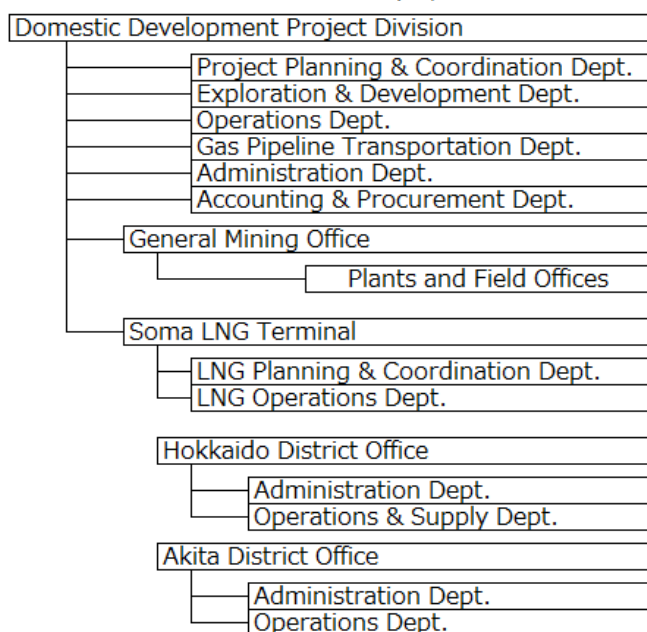 Domestic Development Project Division
Project Planning & Coordination Dept.
Exploration & Development Dept.
Operations Dept.
Gas Pipeline Transportation Dept.
Administration Dept.
Accounting & Procurement Dept.
General Mining Office
Plants and Field Offices
Soma LNG Terminal
LNG Planning & Coordination Dept.
LNG Operations Dept.
Hokkaido District Office
Administration Dept.
Operations & Supply Dept.
Akita District Office
Administration Dept.
Operations Dept.